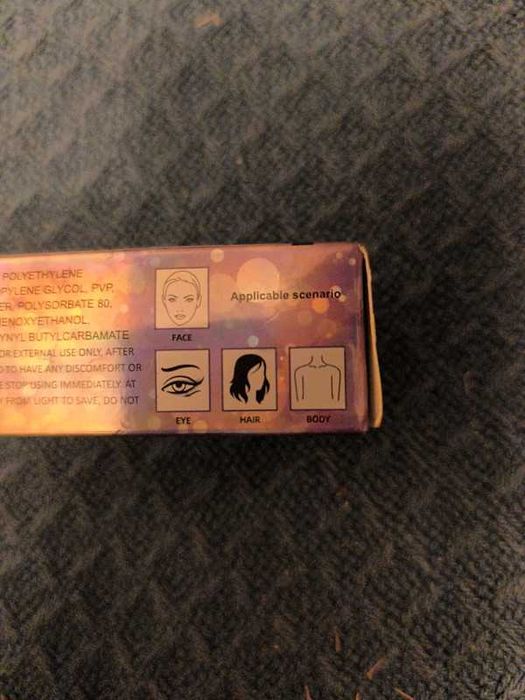 POLYETHYLENE
PYLENE GLYCOL, PVP,
ER, POLYSORBATE 80,
HENOXYETHANOL,
YNYL BUTYLCARBAMATE
OR EXTERNAL USE ONLY, AFTER
D TO HAVE ANY DISCOMFORT OR
E STOP USING IMMEDIATELY. AT
Y FROM LIGHT TO SAVE, DO NOT
Applicable scenario
FACE
EYE
HAIR
BODY